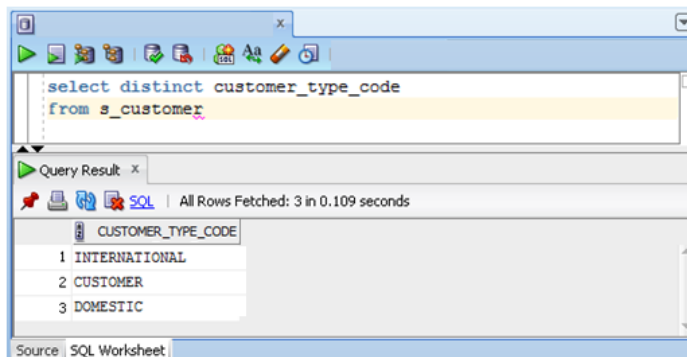 select distinct customer_type_code
from s_customer
Query Result x
SQL | All Rows Fetched: 3 in 0.109 seconds
CUSTOMER_TYPE_CODE
1 INTERNATIONAL
2 CUSTOMER
3 DOMESTIC
Source SQL Worksheet